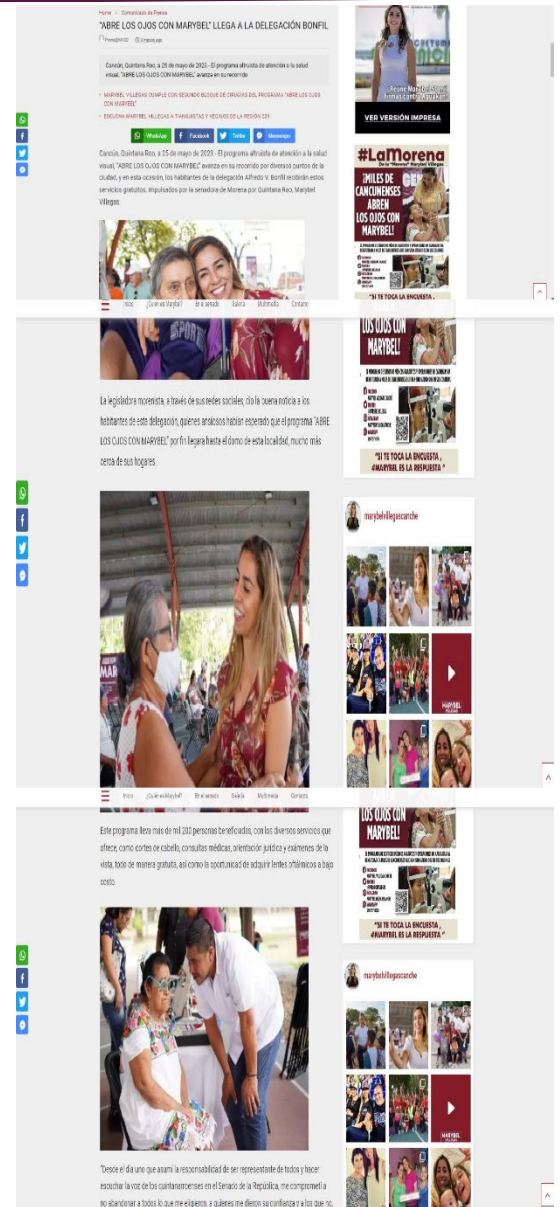 Home > Comunicado de Prensa
"ABRE LOS OJOS CON MARYBEL" LLEGA A LA DELEGACIÓN BONFIL
Cancún, Quintana Roo, a 25 de mayo de 2023.- El programa altruista de atención a la salud
visual, "ABRE LOS OJOS CON MARYBEL" avanza en su recorrido
MARYBEL VILLEGAS CUMPLE CON SEGUNDO BLOQUE DE CIRUGÍAS DEL PROGRAMA "ABRE LOS OJOS
CON MARYBEL"
ESCUCHA MARYBEL VILLEGAS A TIANGUISTAS Y VECINOS DE LA REGIÓN
WhatsApp Facebook Twitter Messenger
Cancún, Quintana Roo, a 25 de mayo de 2023.- El programa altruista de atención a la salud
visual, "ABRE LOS OJOS CON MARYBEL" avanza en su recorrido por diversos puntos de la
ciudad, y en esta ocasión, los habitantes de la delegación Alfredo V. Bonfil recibirán estos
servicios gratuitos, impulsados por la senadora de Morena por Quintana Roo, Marybel
Villegas.
VER VERSIÓN IMPRESA
#LaMorena
¡MILES DE
CANCUNENSES
ABREN
LOS OJOS CON
MARYBEL!
"SI TE TOCA LA ENCUESTA,
Inicio ¿Quién es Marybel? En el senado Galería Multimedia Contacto
LOS OJOS CON
MARYBEL!
"SI TE TOCA LA ENCUESTA,
#MARYBEL ES LA RESPUESTA"
La legisladora morenista, a través de sus redes sociales, dio la buena noticia a los
habitantes de esta delegación, quienes ansiosos habían esperado que el programa "ABRE
LOS OJOS CON MARYBEL" por fin llegara hasta el domo de esta localidad, mucho más
cerca de sus hogares.
marybelvillegascanche
MARYBEL
Inicio ¿Quién es Marybel? En el senado Galería Multimedia Contacto
LOS OJOS CON
MARYBEL!
"SI TE TOCA LA ENCUESTA,
#MARYBEL ES LA RESPUESTA"
Este programa lleva más de mil 200 personas beneficiadas, con los diversos servicios que
ofrece, como cortes de cabello, consultas médicas, orientación jurídica y exámenes de la
vista, todo de manera gratuita, así como la oportunidad de adquirir lentes oftálmicos a bajo
costo.
marybelvillegascanche
MARYBEL
"Desde el día uno que asumí la responsabilidad de ser representante de todos y hacer
escuchar la voz de los quintanarroenses en el Senado de la República, me comprometí a
no abandonar a todos lo que me eligieron, a quienes me dieron su confianza y a los que no,